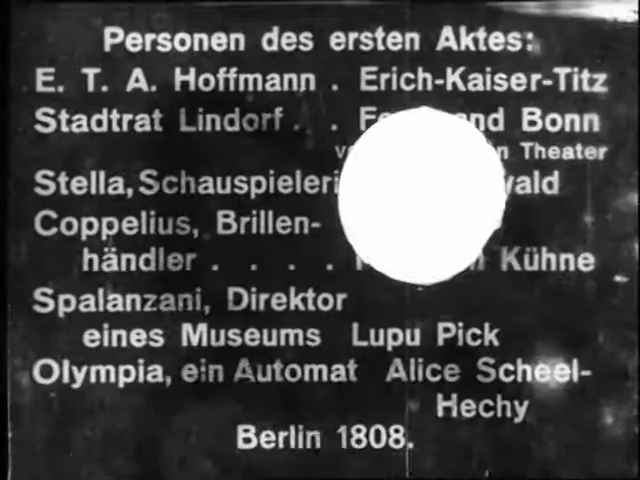 Personen des ersten Aktes:
E. T. A. Hoffmann . Erich-Kaiser-Titz
Stadtrat Lindorf . . Bonn
Theater
Stella, 
Coppelius, Brillen-
händler . . . . Kühne
Spalanzani, Direktor
eines Museums Lupu Pick
Olympia, ein Automat Alice Scheel-
Hechy
Berlin 1808.